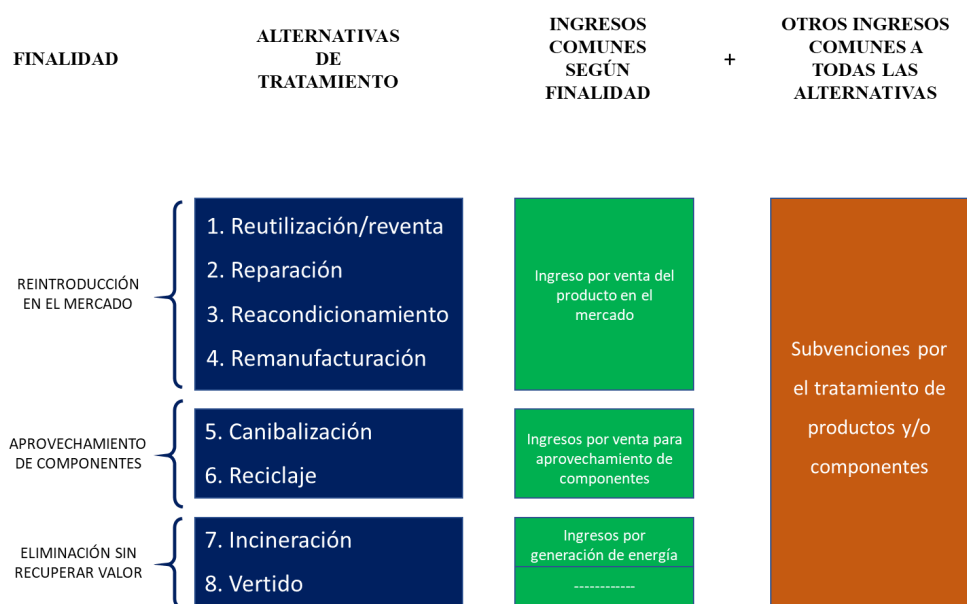 FINALIDAD
ALTERNATIVAS
DE
TRATAMIENTO
INGRESOS
COMUNES
SEGÚN
FINALIDAD
+
OTROS INGRESOS
COMUNES A
TODAS LAS
ALTERNATIVAS
REINTRODUCCIÓN
EN EL MERCADO
1. Reutilización/reventa
2. Reparación
3. Reacondicionamiento
4. Remanufacturación
Ingreso por venta del
producto en el
mercado
APROVECHAMIENTO
DE COMPONENTES
5. Canibalización
6. Reciclaje
Ingresos por venta para
aprovechamiento de
componentes
ELIMINACIÓN SIN
RECUPERAR VALOR
7. Incineración
8. Vertido
Ingresos por
generación de energía
------------
Subvenciones por
el tratamiento de
productos y/o
componentes